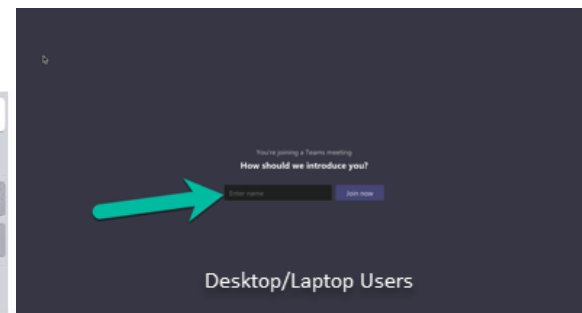 You're joining a Teams meeting
How should we introduce you?
Enter name
Join now
Desktop/Laptop Users